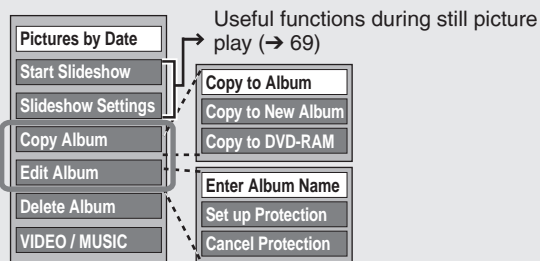 Useful functions during still picture
play (➔ 69)
Pictures by Date
Start Slideshow
Slideshow Settings
Copy Album
Edit Album
Delete Album
VIDEO / MUSIC
Copy to Album
Copy to New Album
Copy to DVD-RAM
Enter Album Name
Set up Protection
Cancel Protection